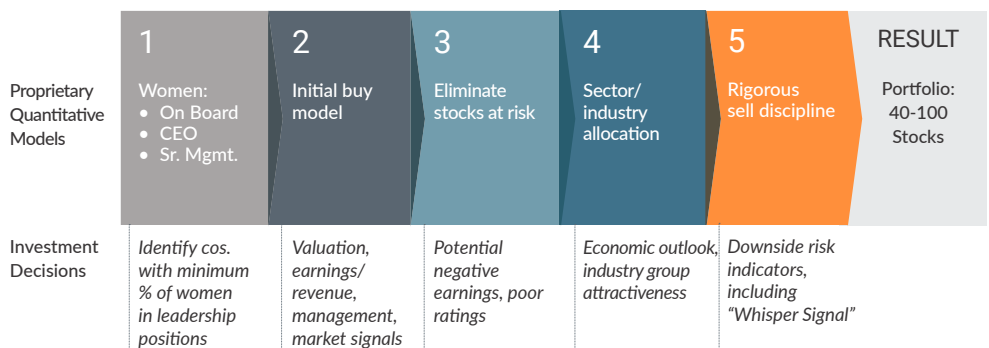 Proprietary
Quantitative
Models
1
Women:
• On Board
• CEO
• Sr. Mgmt.
2
Initial buy
model
3
Eliminate
stocks at risk
4
Sector/
industry
allocation
5
Rigorous
sell discipline
RESULT
Portfolio:
40-100
Stocks
Investment
Decisions
Identify cos.
with minimum
% of women
in leadership
positions
Valuation,
earnings/
revenue,
management,
market signals
Potential
negative
earnings, poor
ratings
Economic outlook,
industry group
attractiveness
Downside risk
indicators,
including
“Whisper Signal”